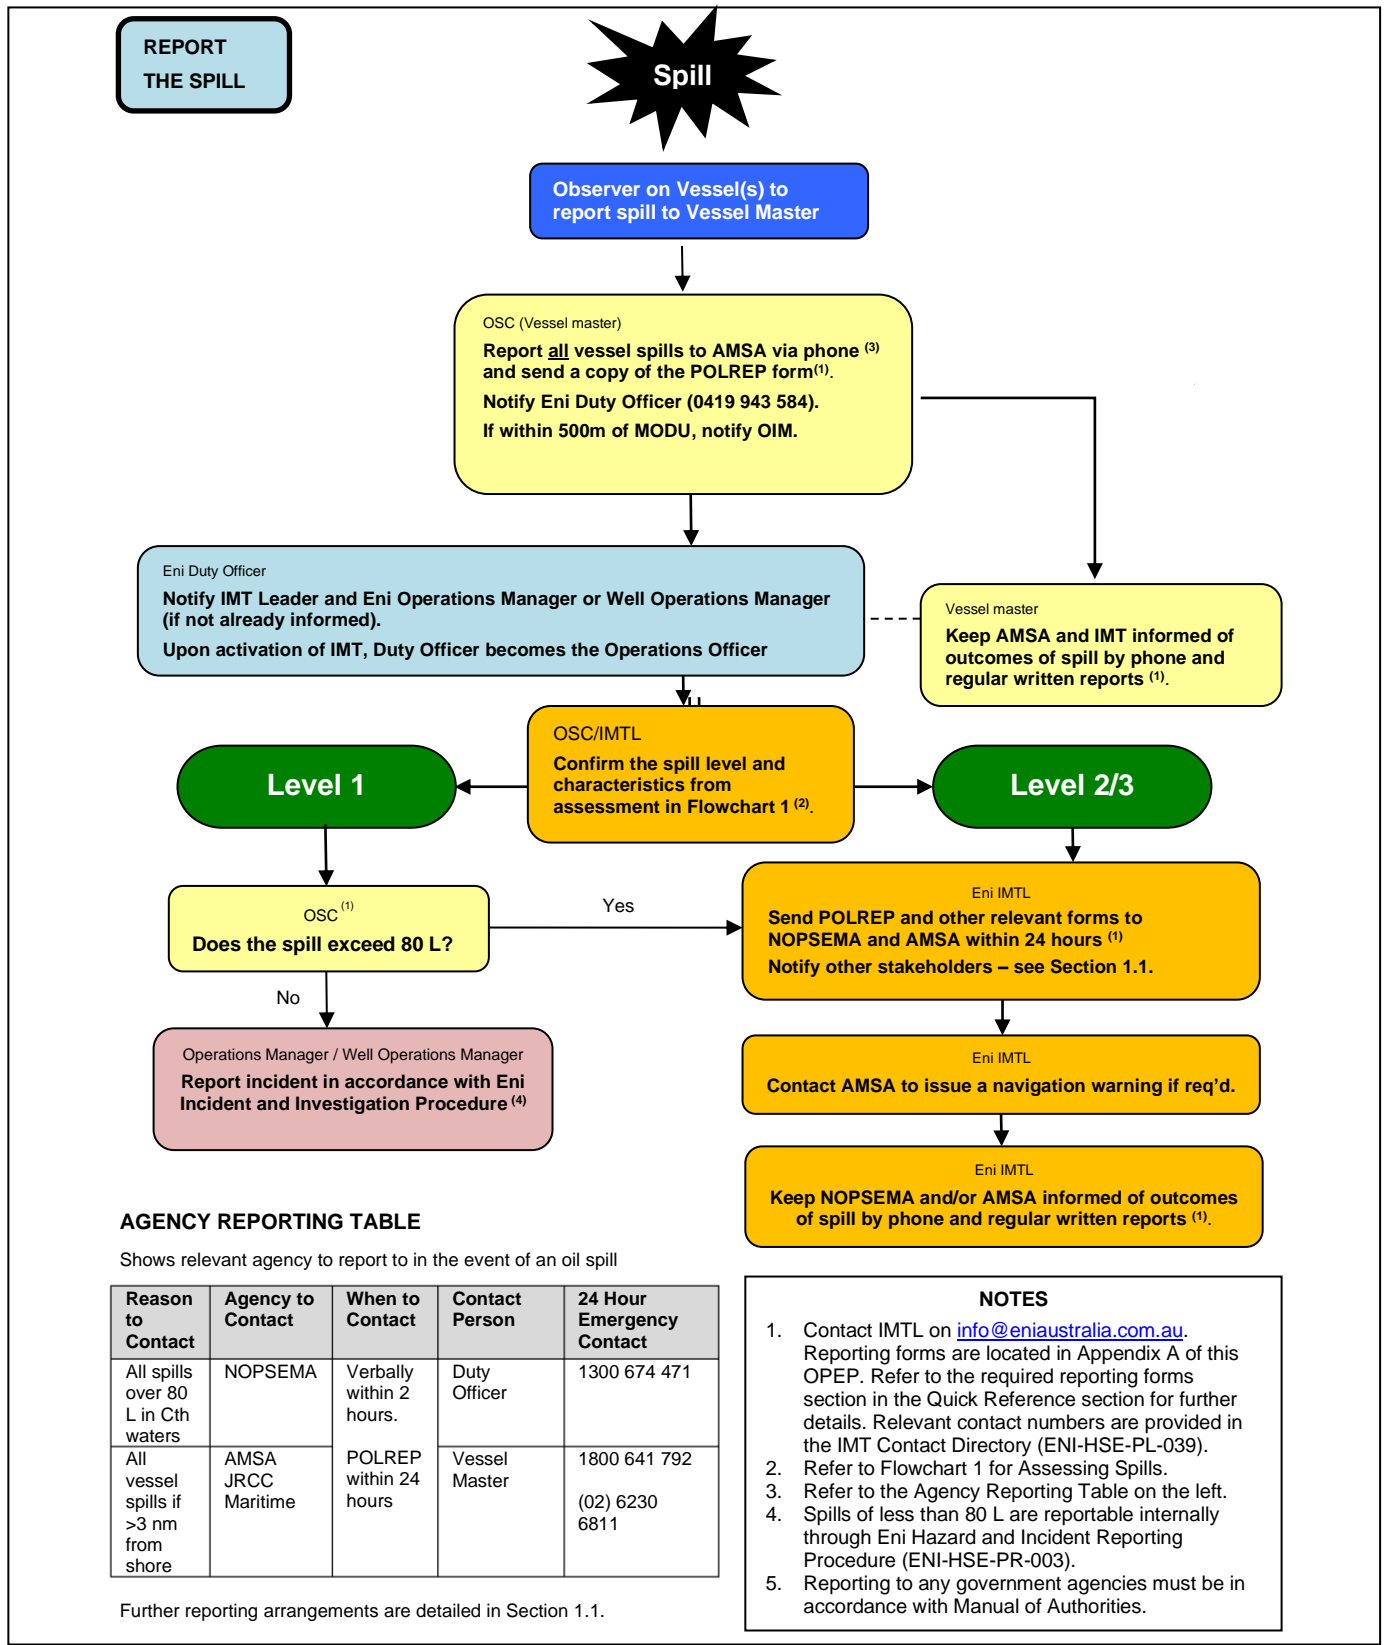 REPORT
THE SPILL
Spill
Observer on Vessel(s) to
report spill to Vessel Master
OSC (Vessel master)
Report all vessel spills to AMSA via phone (3)
and send a copy of the POLREP form(1).
Notify Eni Duty Officer (0419 943 584).
If within 500m of MODU, notify OIM.
Eni Duty Officer
Notify IMT Leader and Eni Operations Manager or Well Operations Manager
(if not already informed).
Upon activation of IMT, Duty Officer becomes the Operations Officer
Vessel master
Keep AMSA and IMT informed of
outcomes of spill by phone and
regular written reports (1).
OSC/IMTL
Confirm the spill level and
characteristics from
assessment in Flowchart 1 (2).
Level 1
Level 2/3
OSC (1)
Does the spill exceed 80 L?
Yes
No
Eni IMTL
Send POLREP and other relevant forms to
NOPSEMA and AMSA within 24 hours (1)
Notify other stakeholders – see Section 1.1.
Operations Manager / Well Operations Manager
Report incident in accordance with Eni
Incident and Investigation Procedure (4)
Eni IMTL
Contact AMSA to issue a navigation warning if req'd.
Eni IMTL
Keep NOPSEMA and/or AMSA informed of outcomes
of spill by phone and regular written reports (1).
AGENCY REPORTING TABLE
Shows relevant agency to report to in the event of an oil spill
Reason
to
Contact
Agency to
Contact
When to
Contact
Contact
Person
24 Hour
Emergency
Contact
All spills
over 80
L in Cth
waters
NOPSEMA
Verbally
within 2
hours.
POLREP
within 24
hours
Duty
Officer
1300 674 471
All
vessel
spills if
>3 nm
from
shore
AMSA
JRCC
Maritime
Vessel
Master
1800 641 792
(02) 6230
6811
Further reporting arrangements are detailed in Section 1.1.
NOTES
1. Contact IMTL on info@eniaustralia.com.au.
Reporting forms are located in Appendix A of this
OPEP. Refer to the required reporting forms
section in the Quick Reference section for further
details. Relevant contact numbers are provided in
the IMT Contact Directory (ENI-HSE-PL-039).
2. Refer to Flowchart 1 for Assessing Spills.
3. Refer to the Agency Reporting Table on the left.
4. Spills of less than 80 L are reportable internally
through Eni Hazard and Incident Reporting
Procedure (ENI-HSE-PR-003).
5. Reporting to any government agencies must be in
accordance with Manual of Authorities.